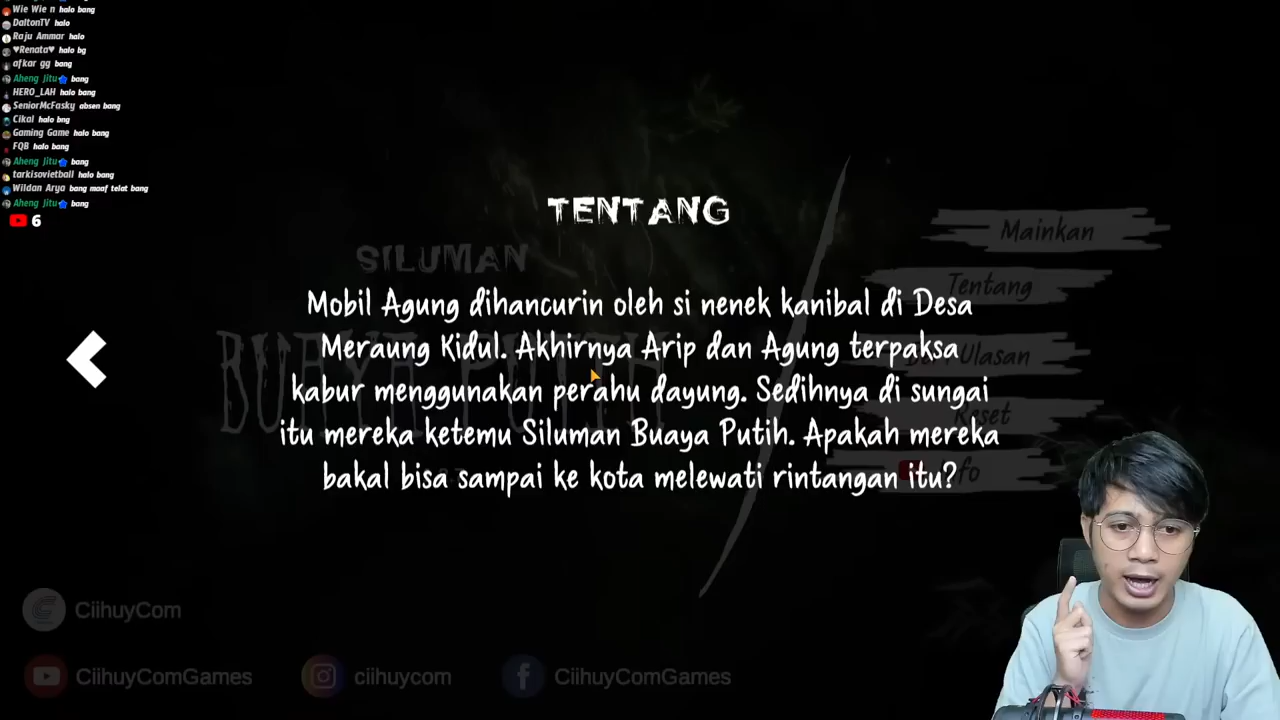 Wie Wie n halo bang
DaltonTV halo
Raju Ammar halo
♥Renata♥ halo bg
afkar gg bang
Aheng Jitu bang
HERO_LAH halo bang
SeniorMcFasky absen bang
Cikal halo bng
Gaming Game halo bang
FQB halo bang
Aheng Jitu bang
tarkisovietball halo bang
Wildan Arya bang maaf telat bang
Aheng Jitu bang
6
TENTANG
SILUMAN
BUAYA PUTIH
Mobil Agung dihancurin oleh si nenek kanibal di Desa
Meraung Kidul. Akhirnya Arip dan Agung terpaksa
kabur menggunakan perahu dayung. Sedihnya di sungai
itu mereka ketemu Siluman Buaya Putih. Apakah mereka
bakal bisa sampai ke kota melewati rintangan itu?
Mainkan
Tentang
Ulasan
Reset
Info
CiihuyCom
CiihuyComGames
ciihuycom
CiihuyComGames